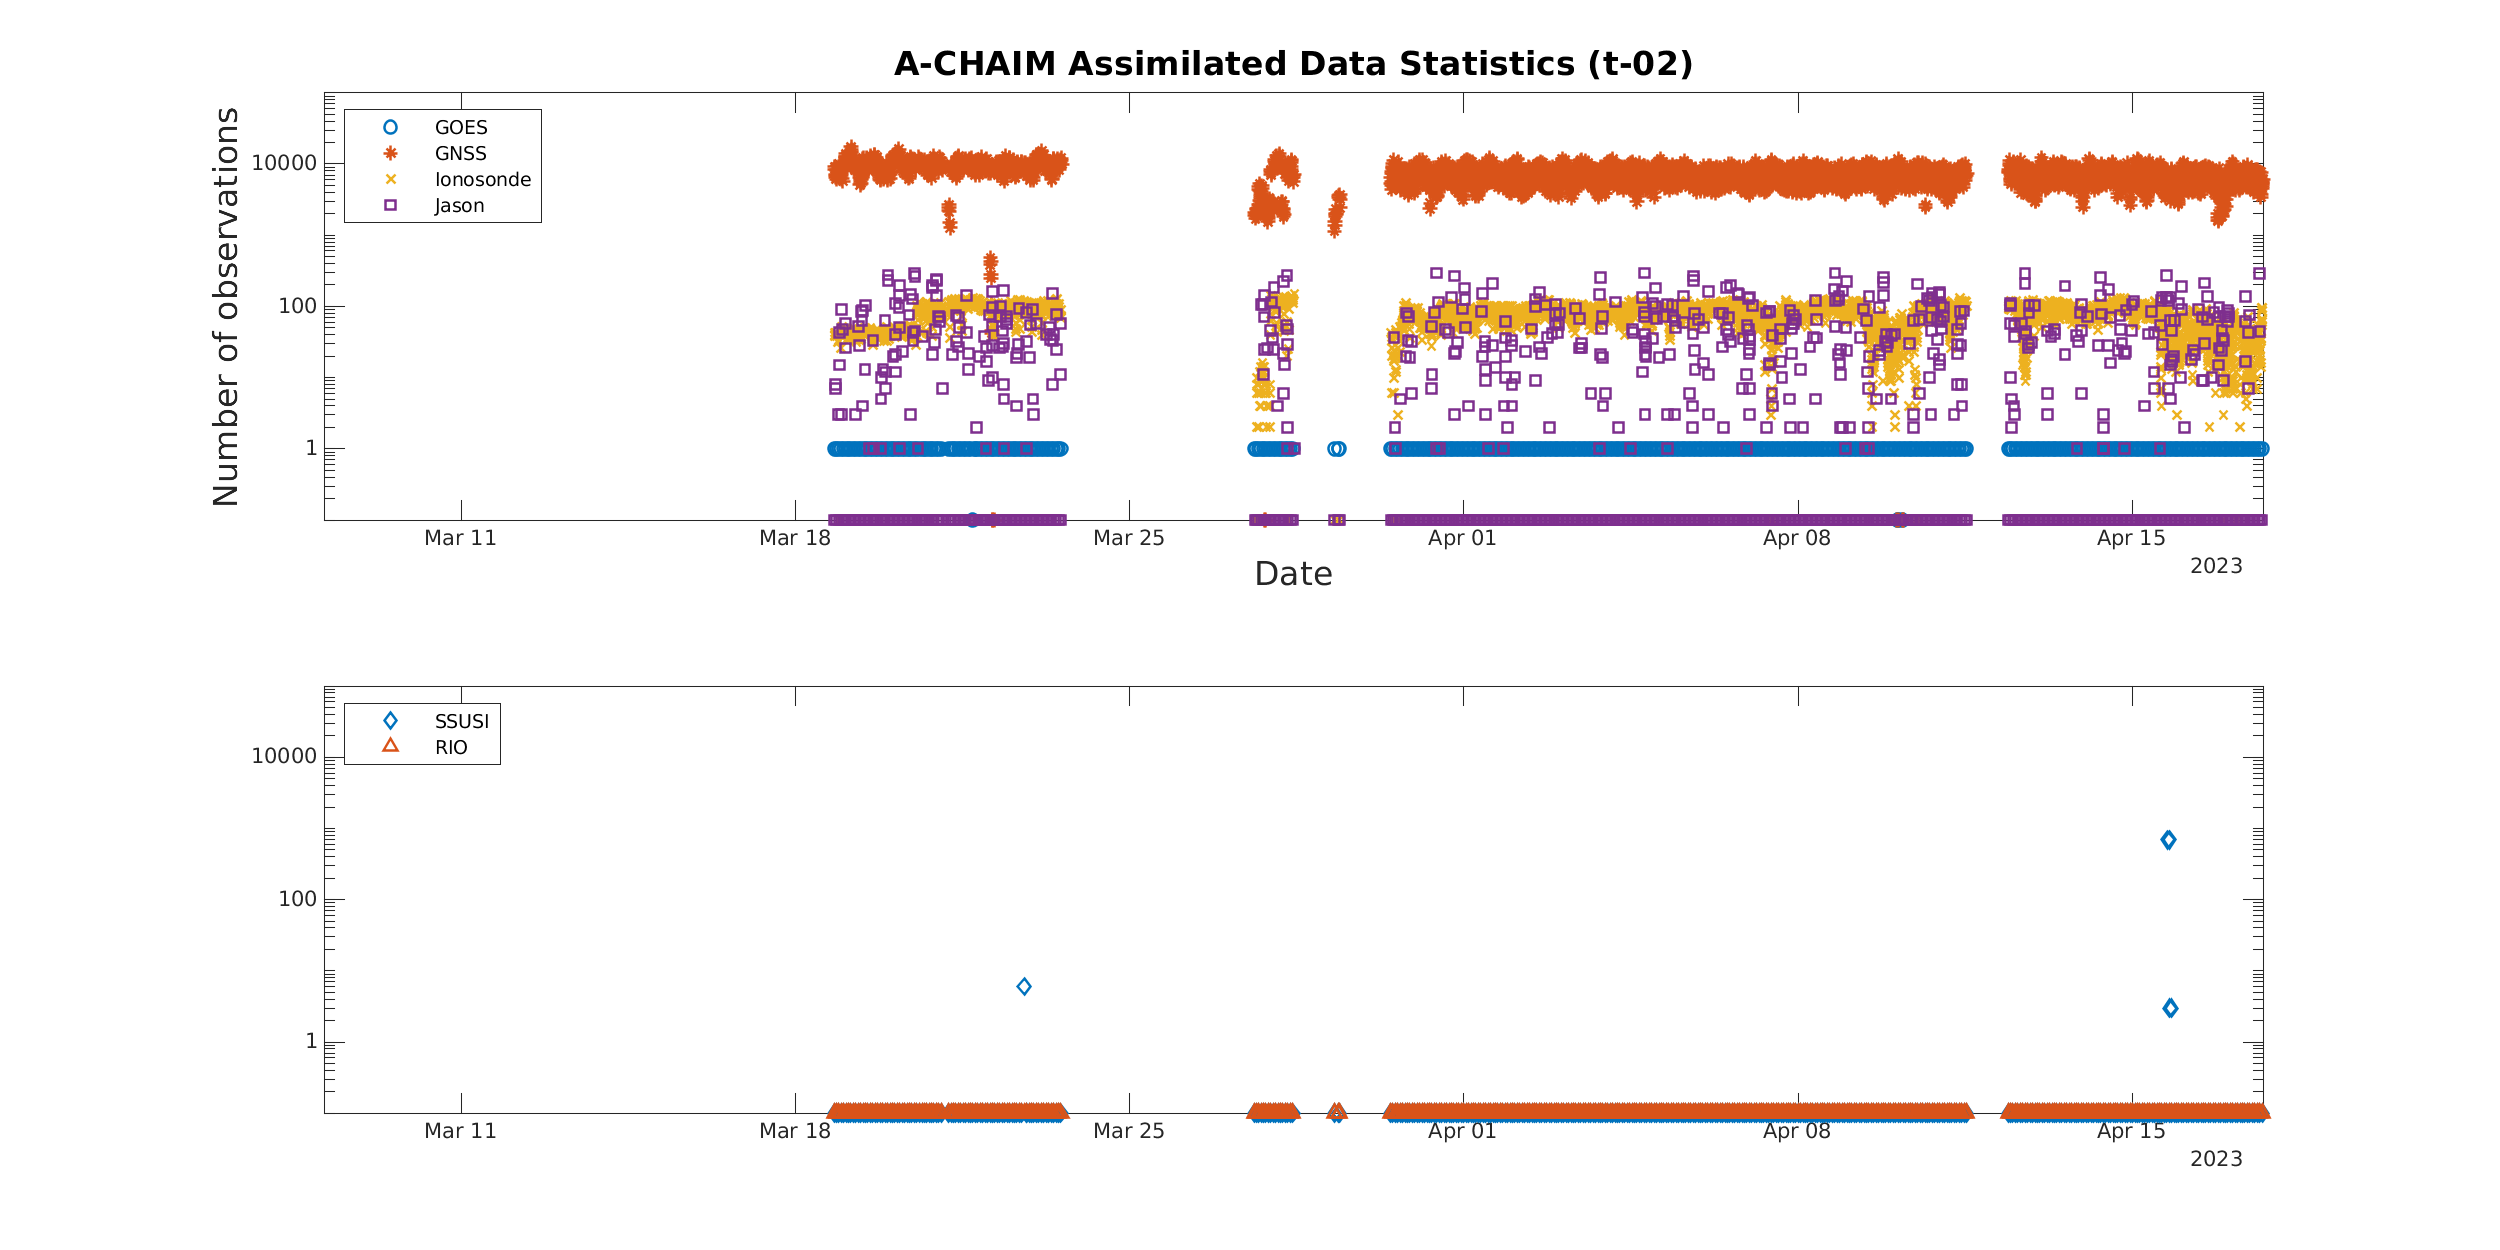 A-CHAIM Assimilated Data Statistics (t-02)
Number of observations
10000
100
1
GOES
GNSS
Ionosonde
Jason
Mar 11
Mar 18
Mar 25
Apr 01
Apr 08
Apr 15
2023
Date
10000
100
1
SSUSI
RIO
Mar 11
Mar 18
Mar 25
Apr 01
Apr 08
Apr 15
2023